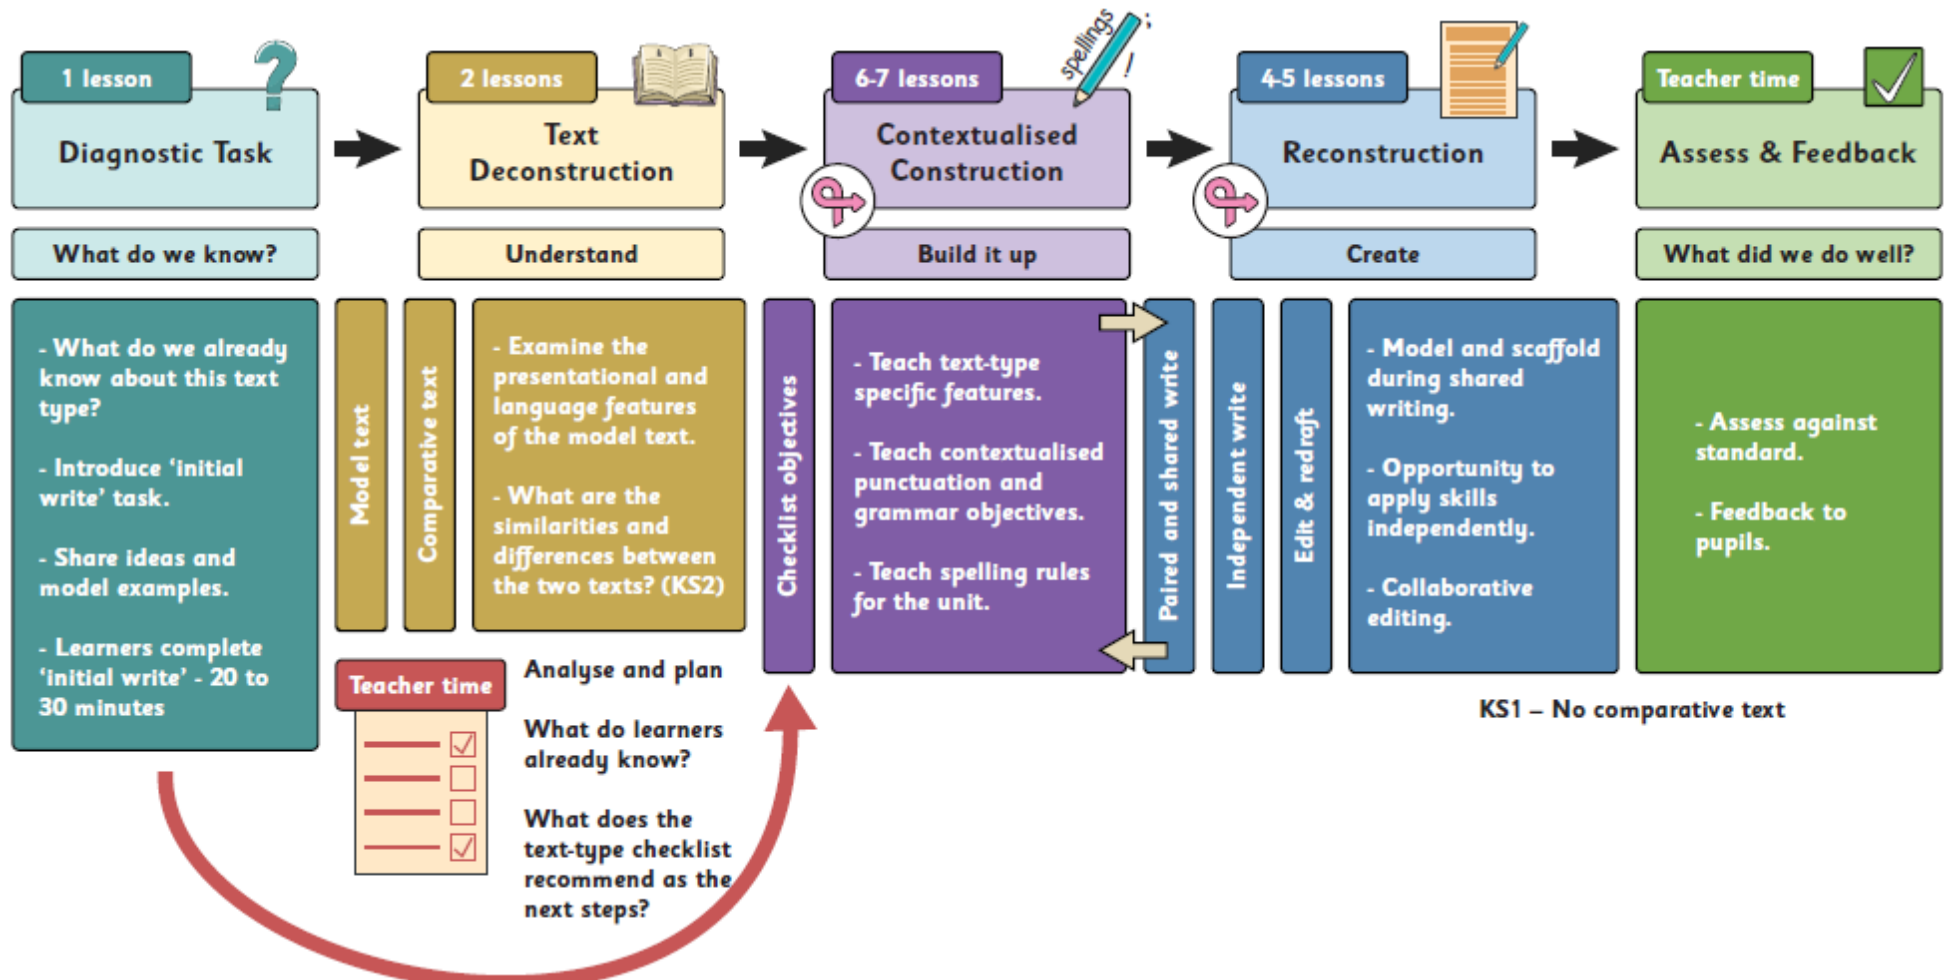 1 lesson
Diagnostic Task
What do we know?
- What do we already
know about this text
type?
- Introduce ‘initial
write’ task.
- Share ideas and
model examples.
- Learners complete
‘initial write’ - 20 to
30 minutes
2 lessons
Text
Deconstruction
Understand
Model text
Comparative text
- Examine the
presentational and
language features
of the model text.
- What are the
similarities and
differences between
the two texts? (KS2)
Teacher time
Analyse and plan
What do learners
already know?
What does the
text-type checklist
recommend as the
next steps?
6-7 lessons
spellings
;
!
Contextualised
Construction
Build it up
Checklist objectives
- Teach text-type
specific features.
- Teach contextualised
punctuation and
grammar objectives.
- Teach spelling rules
for the unit.
4-5 lessons
Reconstruction
Create
Paired and shared write
Independent write
Edit & redraft
- Model and scaffold
during shared
writing.
- Opportunity to
apply skills
independently.
- Collaborative
editing.
Teacher time
Assess & Feedback
What did we do well?
- Assess against
standard.
- Feedback to
pupils.
KS1 – No comparative text